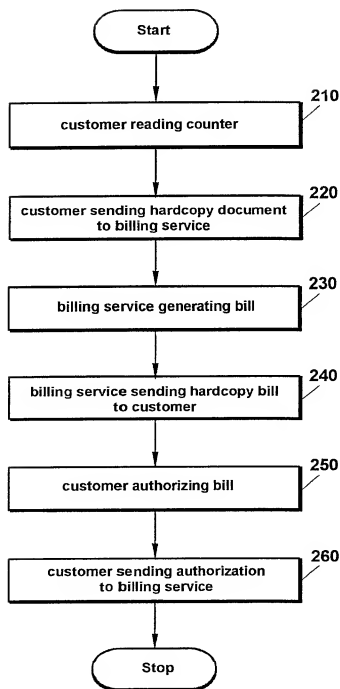 Start
210
customer reading counter
220
customer sending hardcopy document
to billing service
230
billing service generating bill
240
billing service sending hardcopy bill
to customer
250
customer authorizing bill
260
customer sending authorization
to billing service
Stop